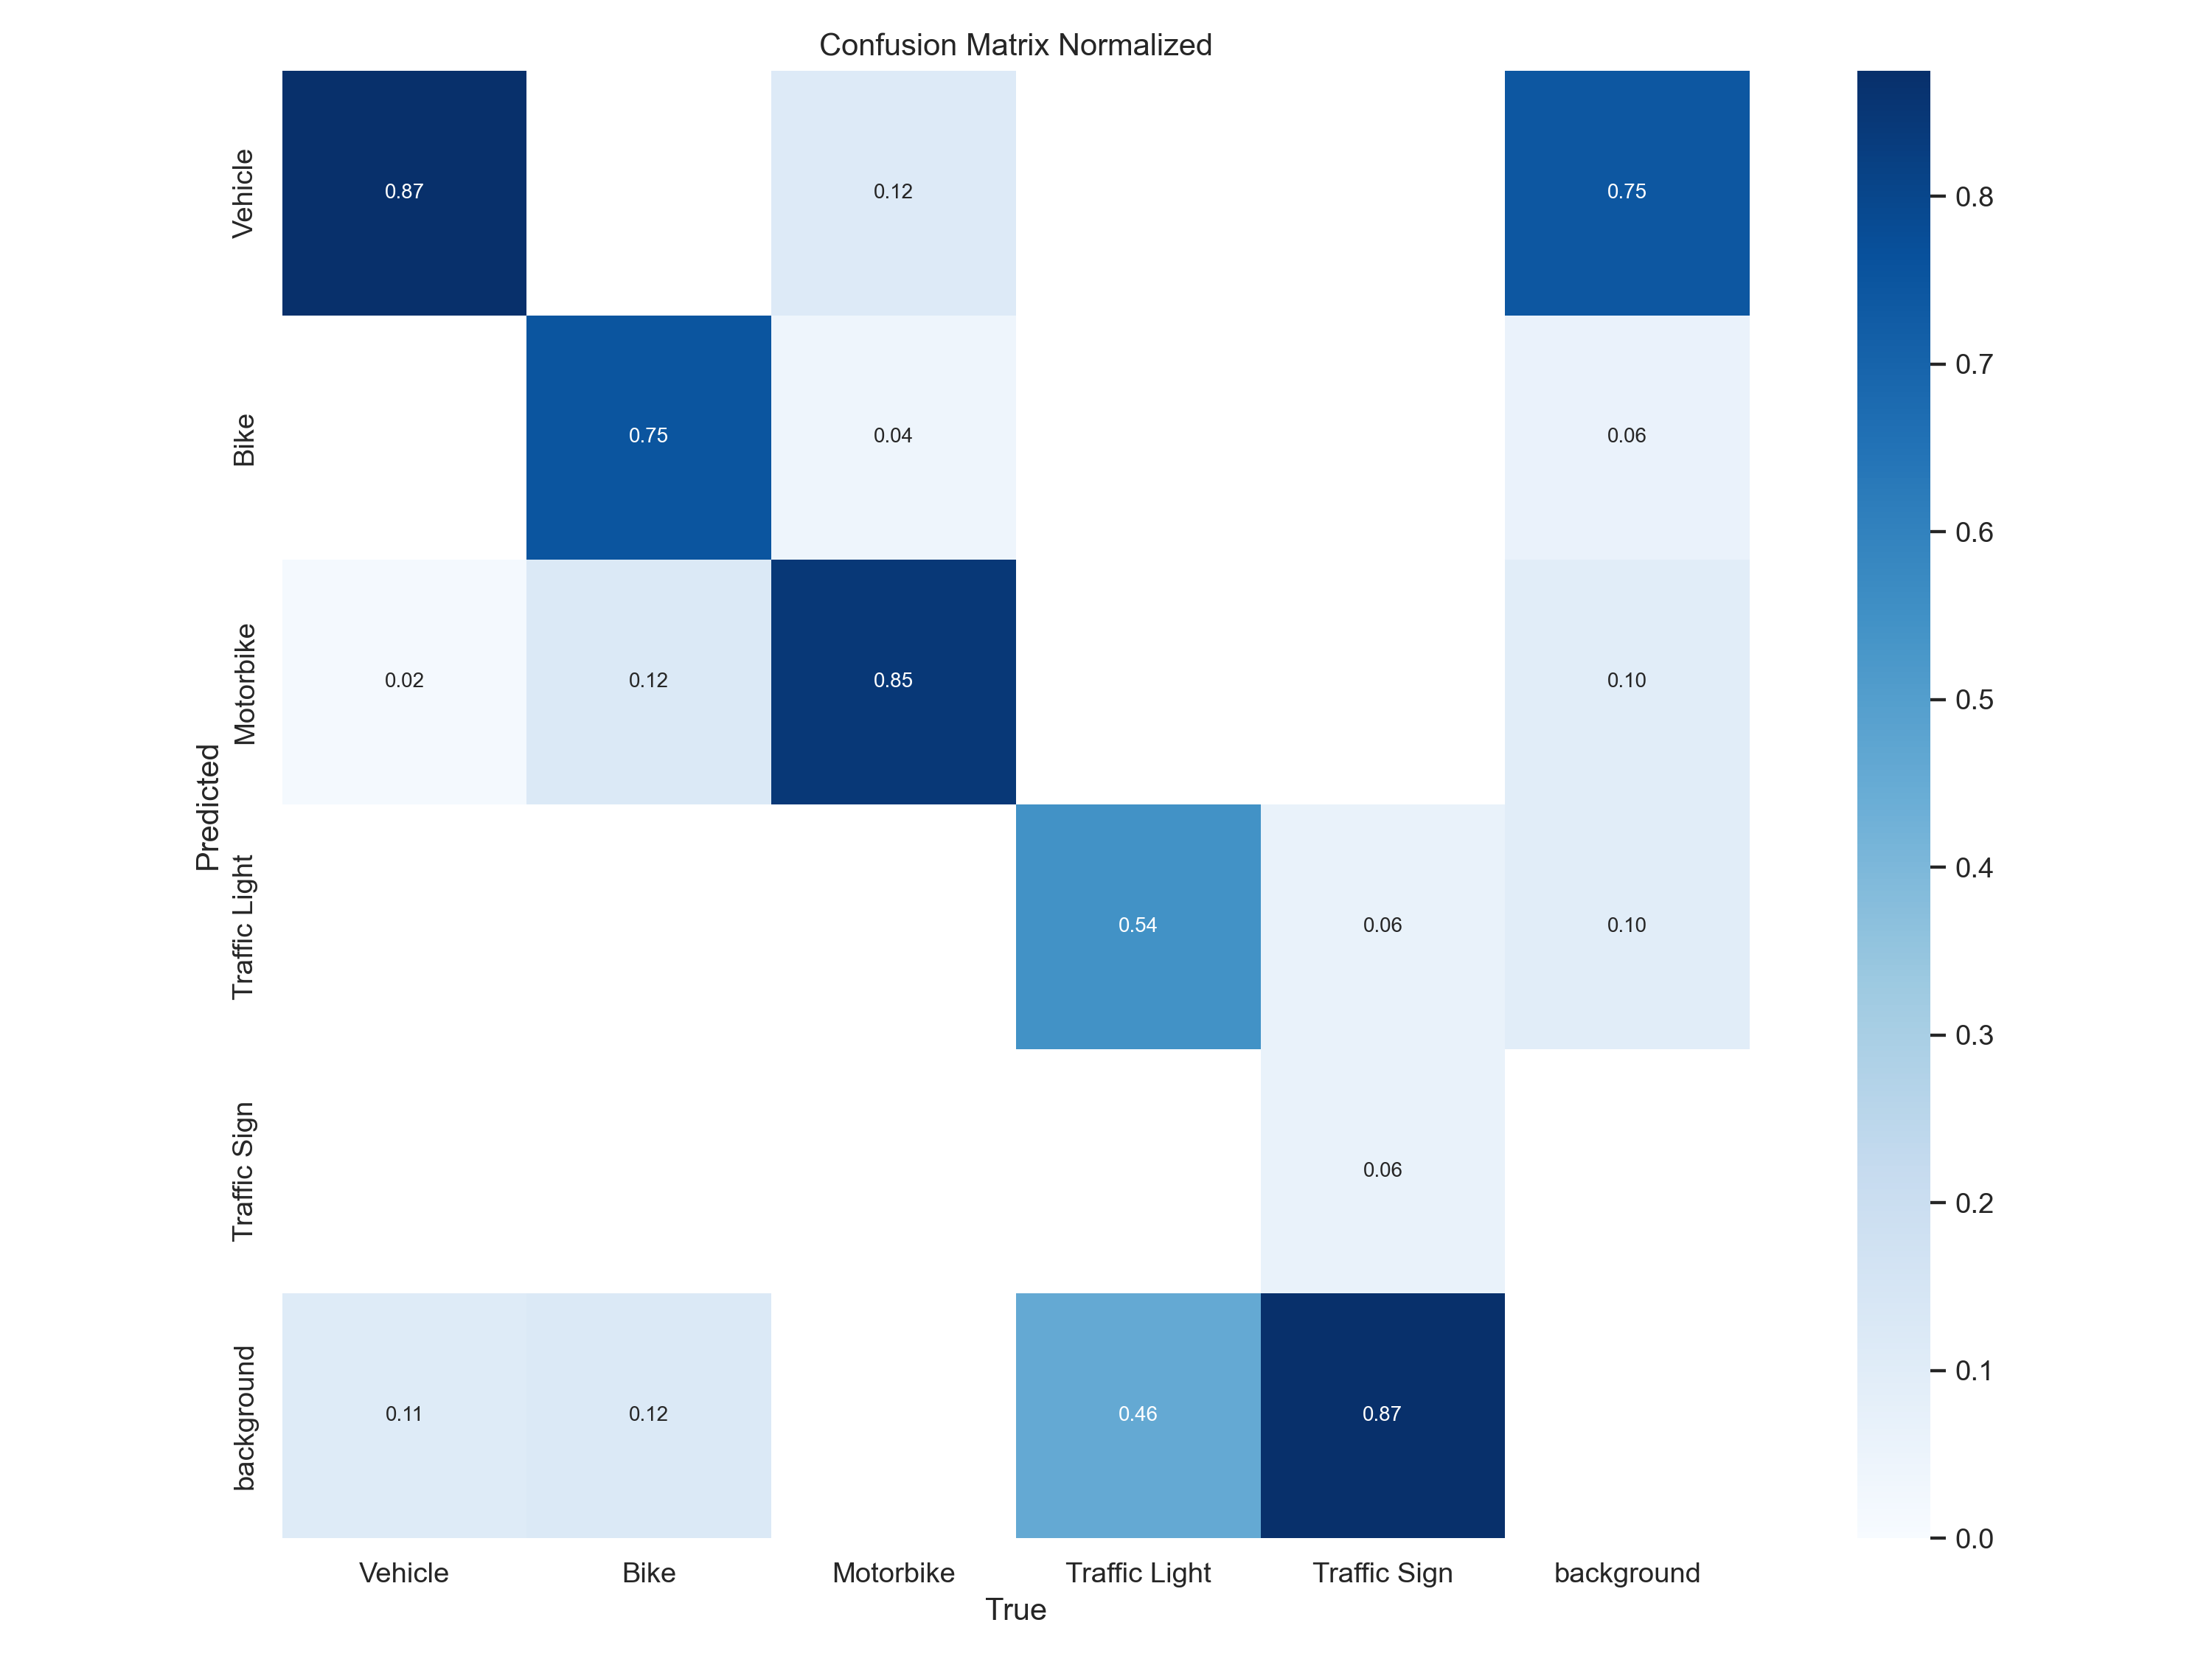 Confusion Matrix Normalized
Vehicle 0.87 0.12 0.75
Bike 0.75 0.04 0.06
Motorbike 0.02 0.12 0.85 0.10
Traffic Light 0.54 0.06 0.10
Traffic Sign 0.06
background 0.11 0.12 0.46 0.87
Predicted
Vehicle Bike Motorbike Traffic Light Traffic Sign background
True
0.8
0.7
0.6
0.5
0.4
0.3
0.2
0.1
0.0